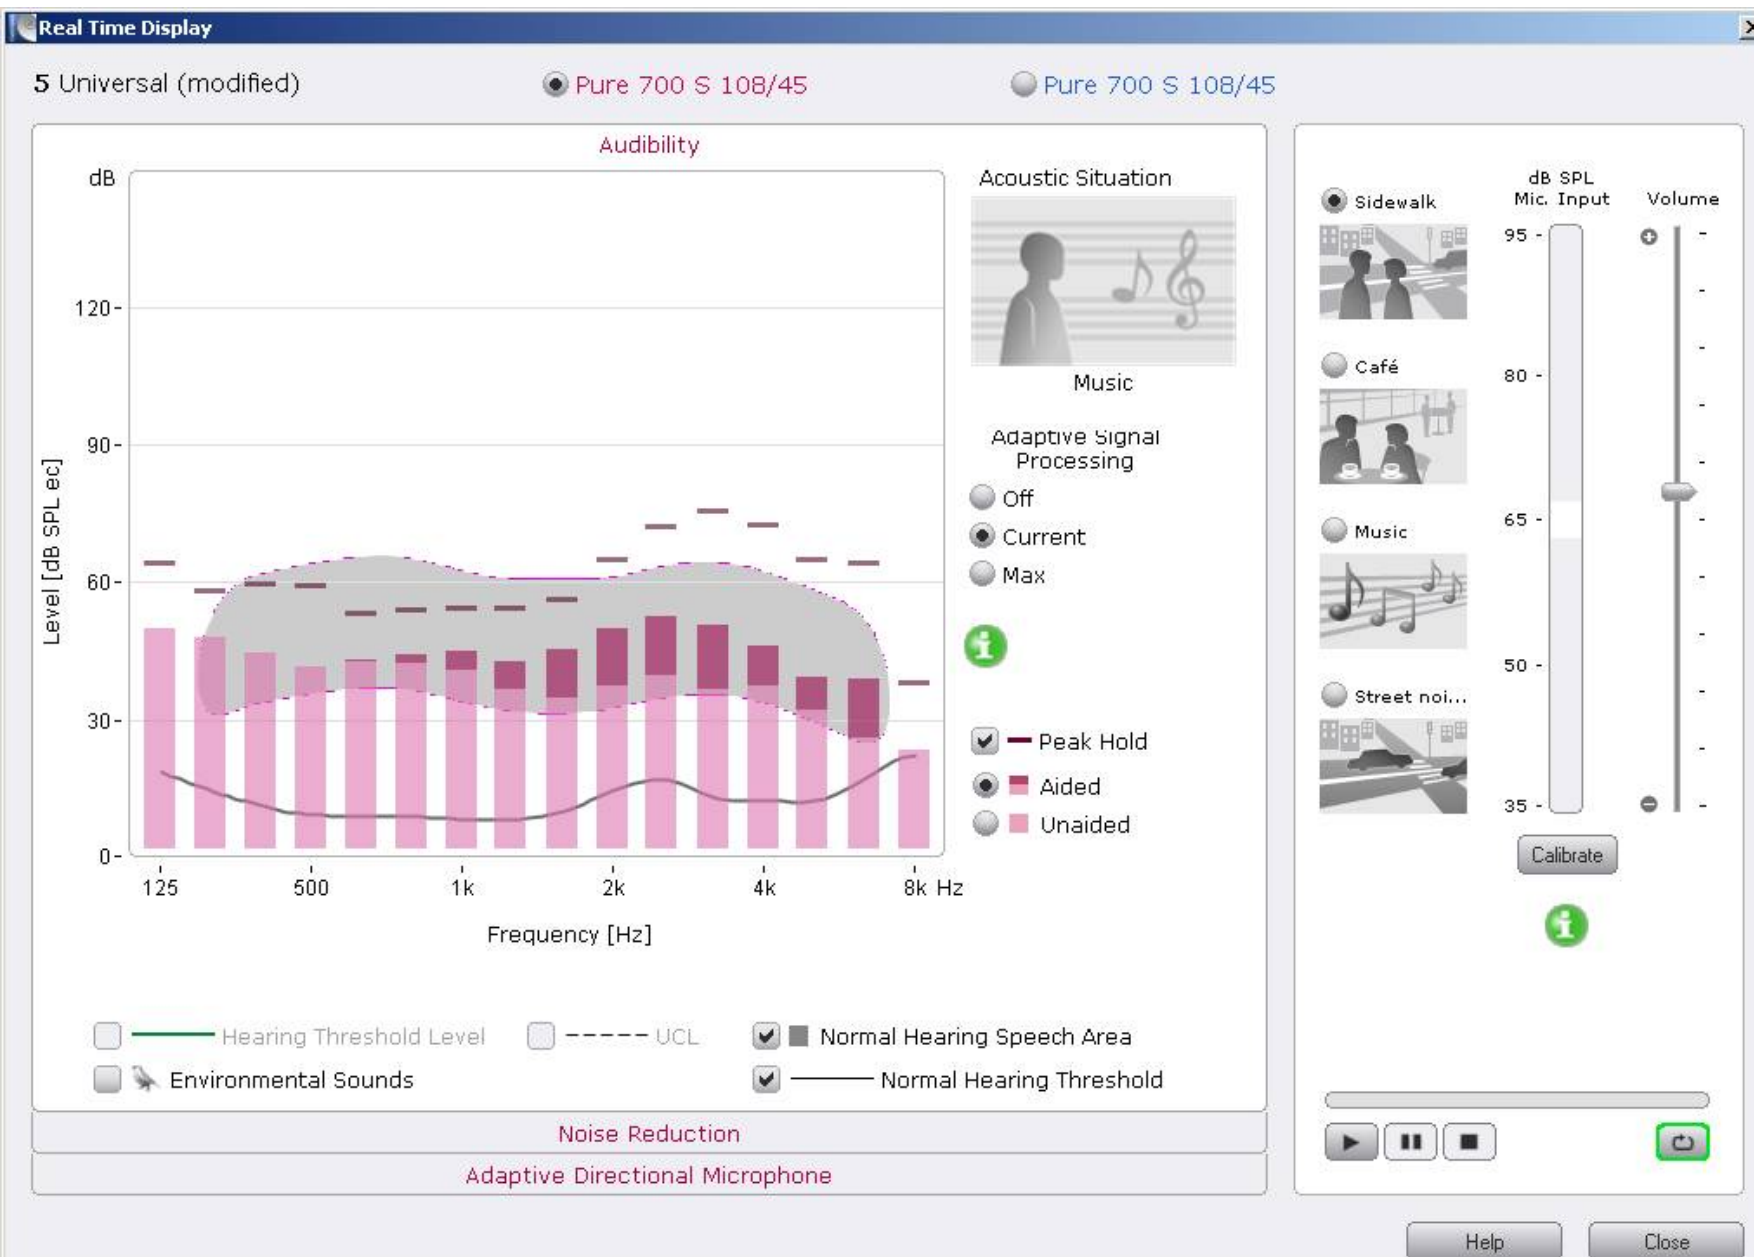 Real Time Display
5 Universal (modified)
Pure 700 S 108/45
Pure 700 S 108/45
Audibility
dB
120-
90-
60-
30-
0-
Level [dB SPL ec]
125 500 1k 2k 4k 8k Hz
Frequency [Hz]
Acoustic Situation
Music
Adaptive Signal
Processing
Off
Current
Max
Peak Hold
Aided
Unaided
Hearing Threshold Level
UCL
Normal Hearing Speech Area
Environmental Sounds
Normal Hearing Threshold
Noise Reduction
Adaptive Directional Microphone
Sidewalk
Café
Music
Street noi...
dB SPL
Mic. Input
95 -
80 -
65 -
50 -
35 -
Volume
Calibrate
Help
Close